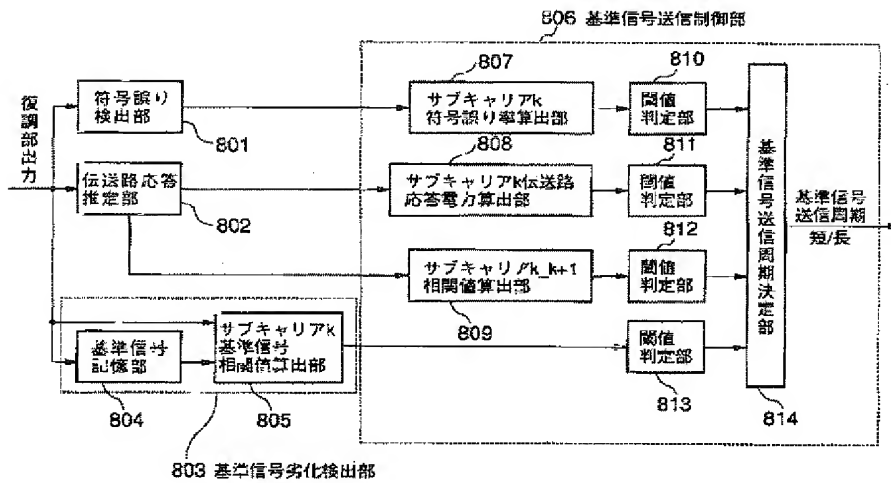 806 基準信号送信制御部
807
810
復調部出力
符号誤り
検出部
801
サブキャリアk
符号誤り率算出部
閾値
判定部
808
811
伝送路応答
推定部
802
サブキャリアk伝送路
応答電力算出部
閾値
判定部
812
サブキャリアk_k+1
相関値算出部
809
閾値
判定部
基準信号
記憶部
804
サブキャリアk
基準信号
相関値算出部
805
閾値
判定部
813
基準信号送信周期決定部
814
基準信号
送信周期
短/長
803 基準信号劣化検出部